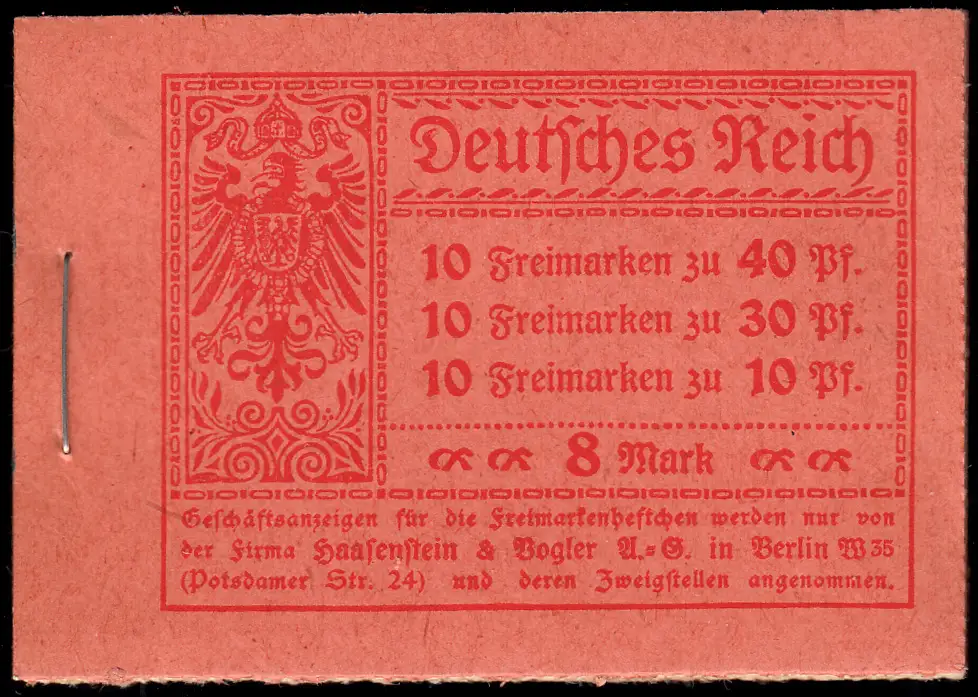 Deutſches Reich
10 Freimarken zu 40 Pf.
10 Freimarken zu 30 Pf.
10 Freimarken zu 10 Pf.
8 Mark
Geſchäftsanzeigen für die Freimarkenheftchen werden nur von
der Firma Haaſenſtein & Vogler A.=G. in Berlin W 35
(Potsdamer Str. 24) und deren Zweigſtellen angenommen.